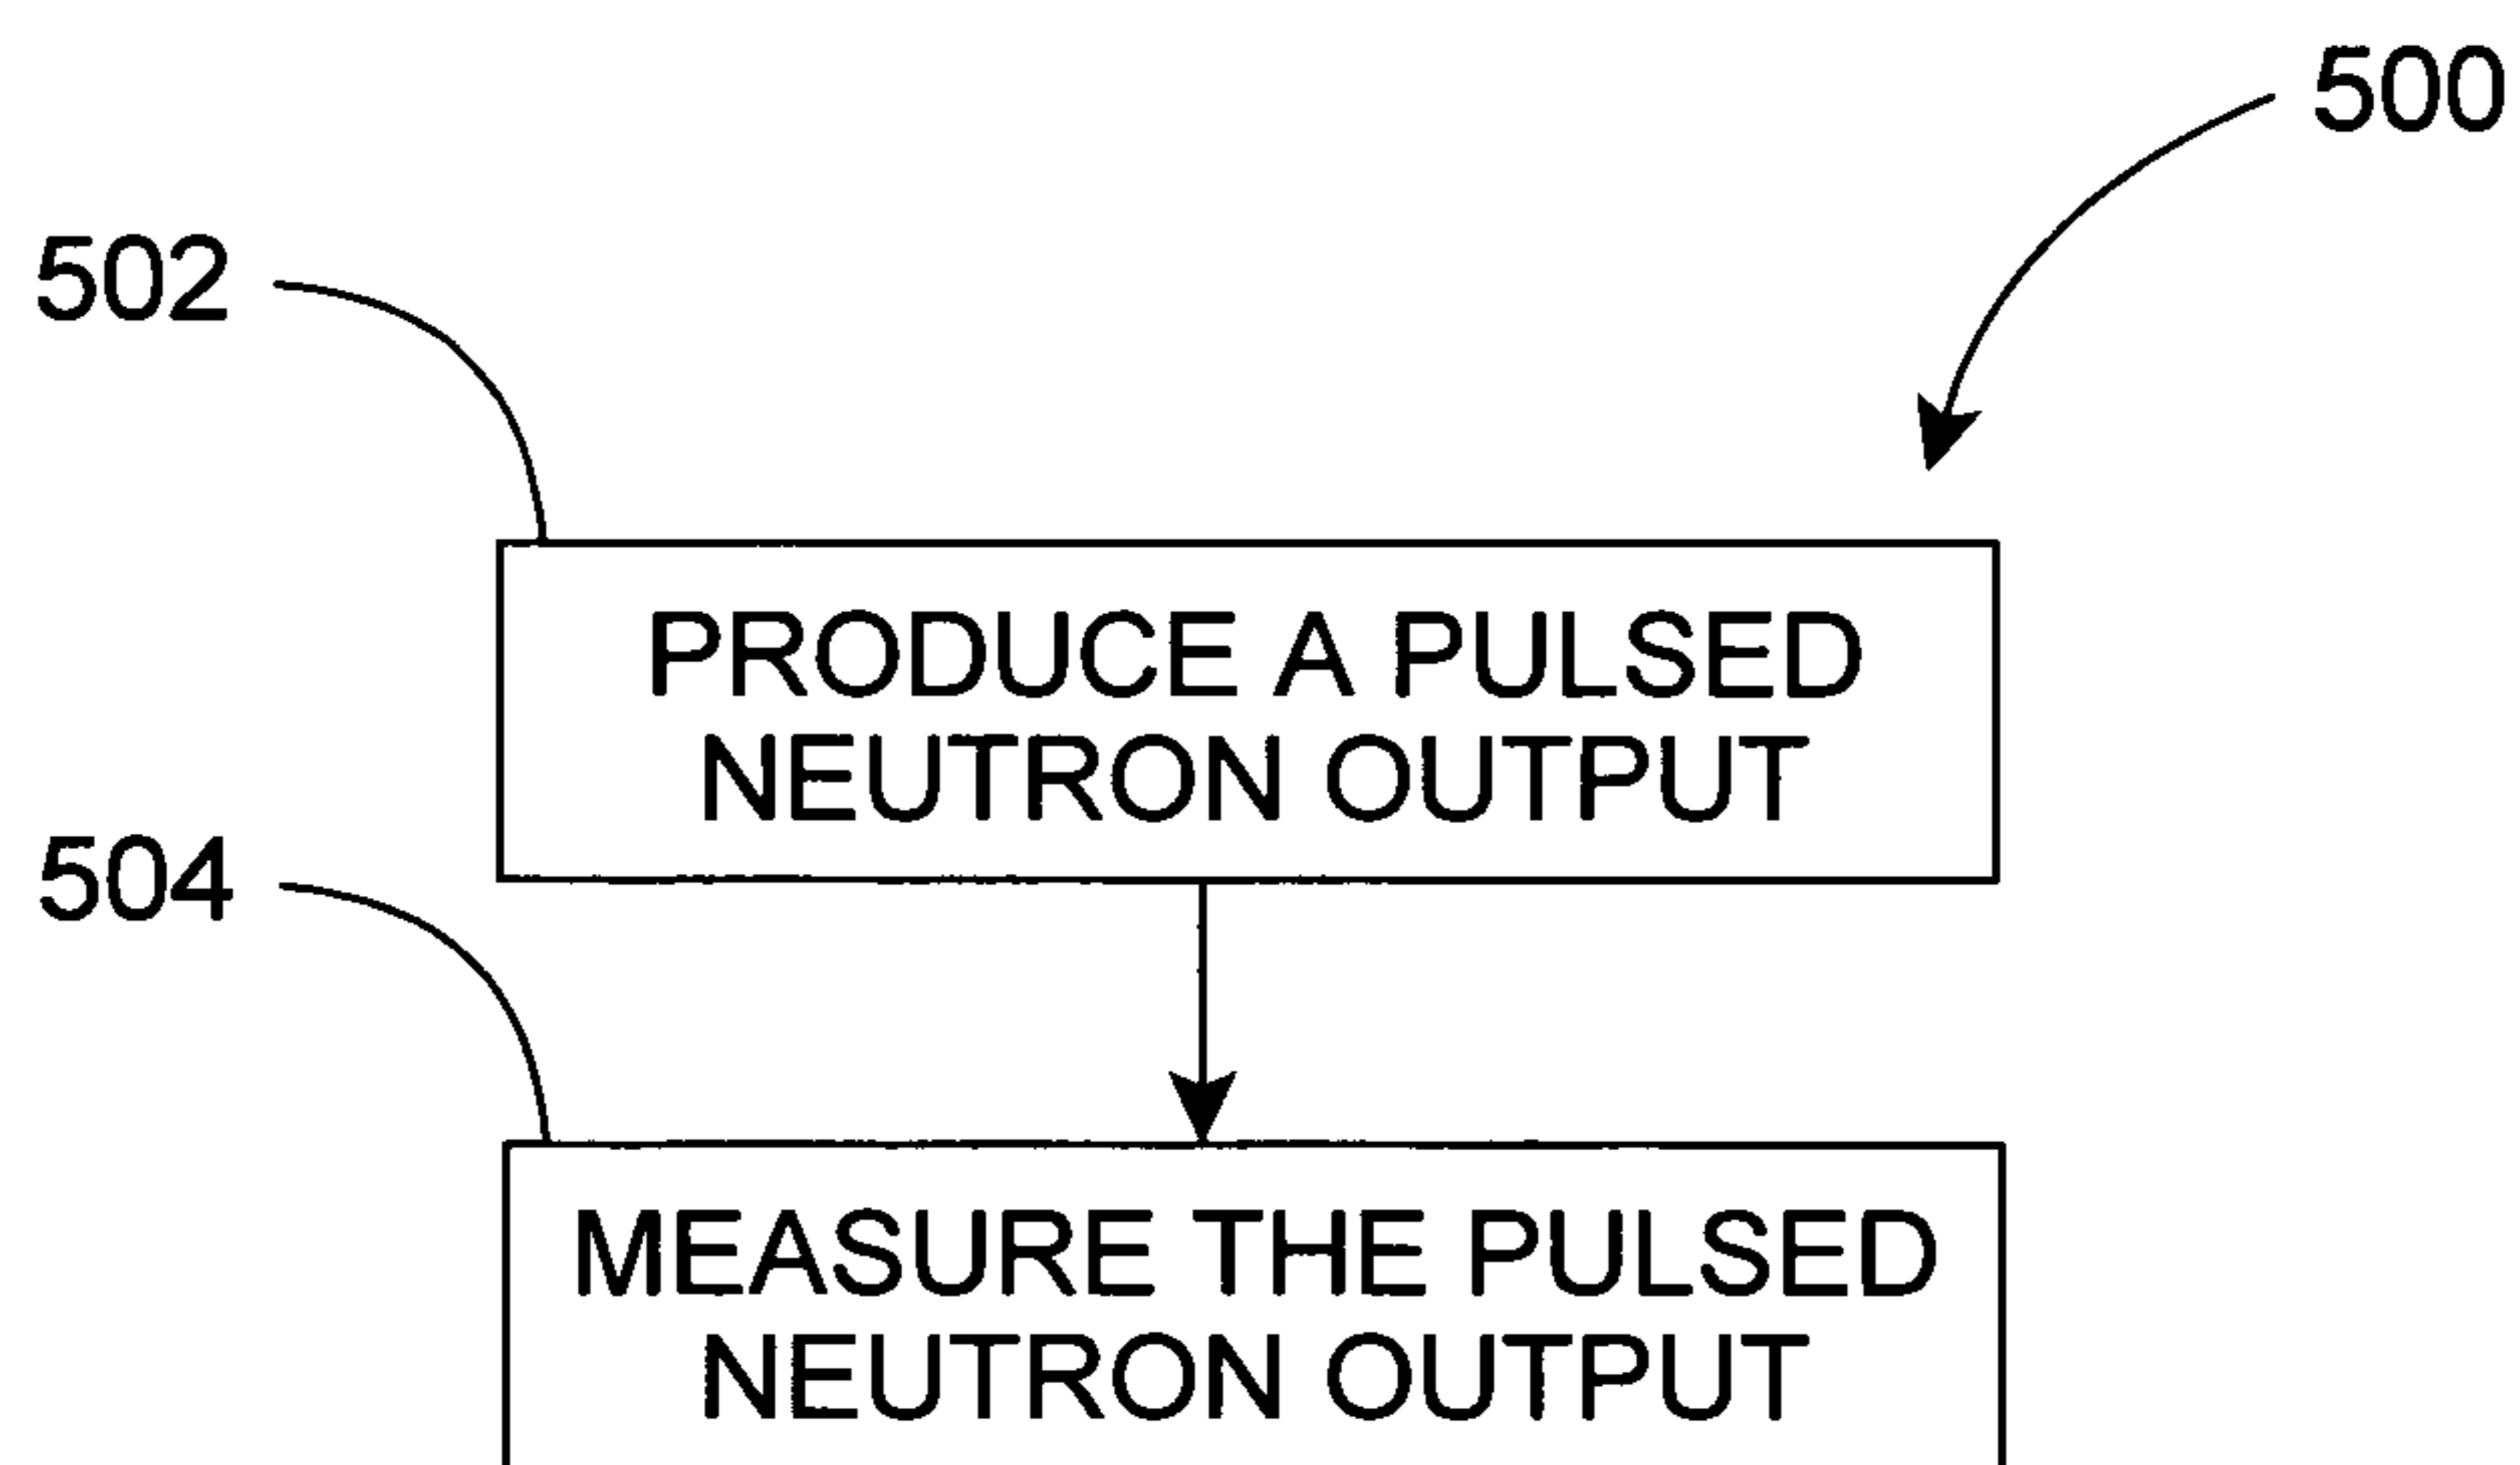 500
502
PRODUCE A PULSED
NEUTRON OUTPUT
504
MEASURE THE PULSED
NEUTRON OUTPUT